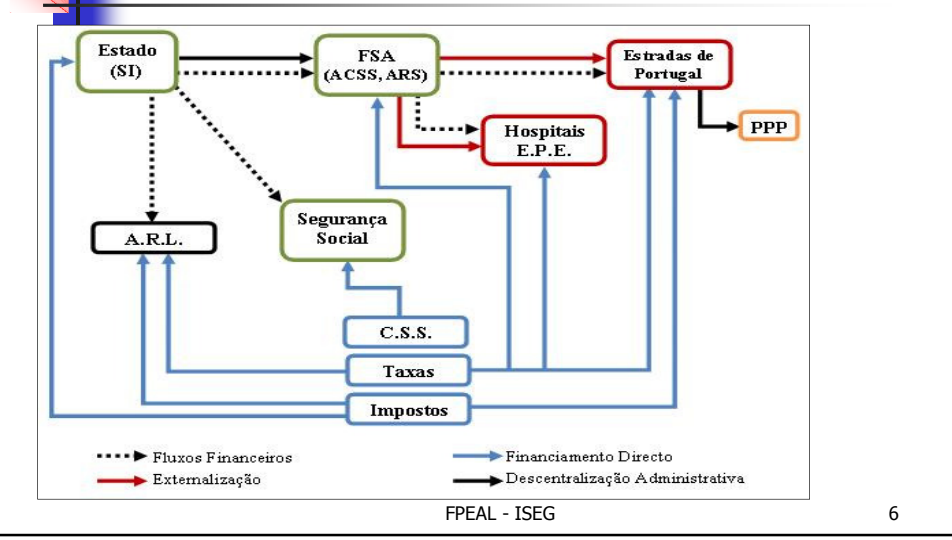 Estado
(SI)
FSA
(ACSS, ARS)
Estradas de
Portugal
PPP
Hospitais
E.P.E.
Segurança
Social
A.R.L.
C.S.S.
Taxas
Impostos
Fluxos Financeiros
Financiamento Directo
Externalização
Descentralização Administrativa
FPEAL - ISEG
6